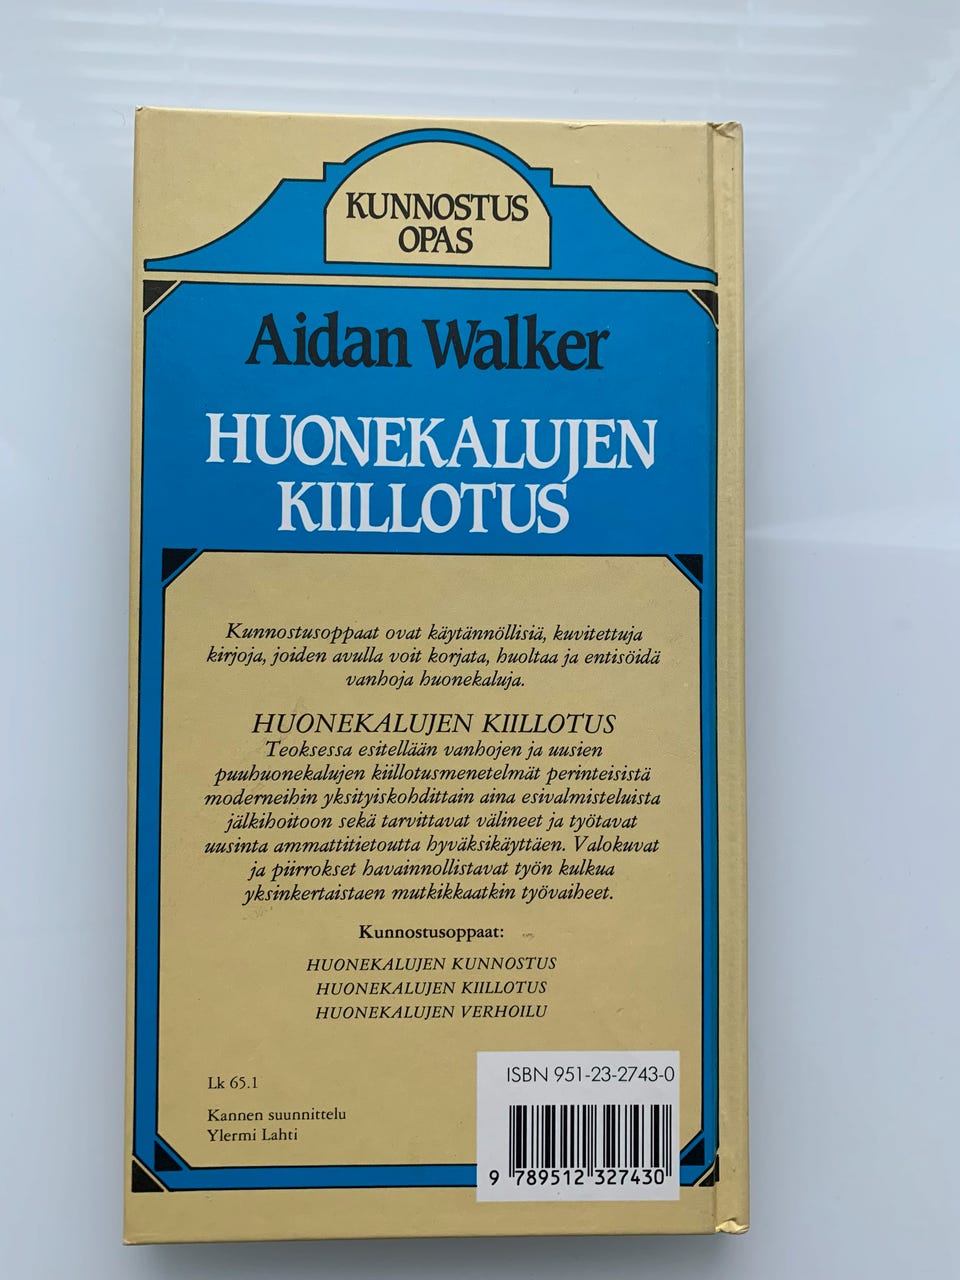 KUNNOSTUS
OPAS
Aidan Walker
HUONEKALUJEN
KIILLOTUS
Kunnostusoppaat ovat käytännöllisiä, kuvitettuja
kirjoja, joiden avulla voit korjata, huoltaa ja entisöidä
vanhoja huonekaluja.
HUONEKALUJEN KIILLOTUS
Teoksessa esitellään vanhojen ja uusien
puuhuonekalujen kiillotusmenetelmät perinteisistä
moderneihin yksityiskohdittain aina esivalmisteluista
jälkihoitoon sekä tarvittavat välineet ja työtavat
uusinta ammattitietoutta hyväksikäyttäen. Valokuvat
ja piirrokset havainnollistavat työn kulkua
yksinkertaistaen mutkikkaatkin työvaiheet.
Kunnostusoppaat:
HUONEKALUJEN KUNNOSTUS
HUONEKALUJEN KIILLOTUS
HUONEKALUJEN VERHOILU
Lk 65.1
Kannen suunnittelu
Ylermi Lahti
ISBN 951-23-2743-0
9 789512 327430